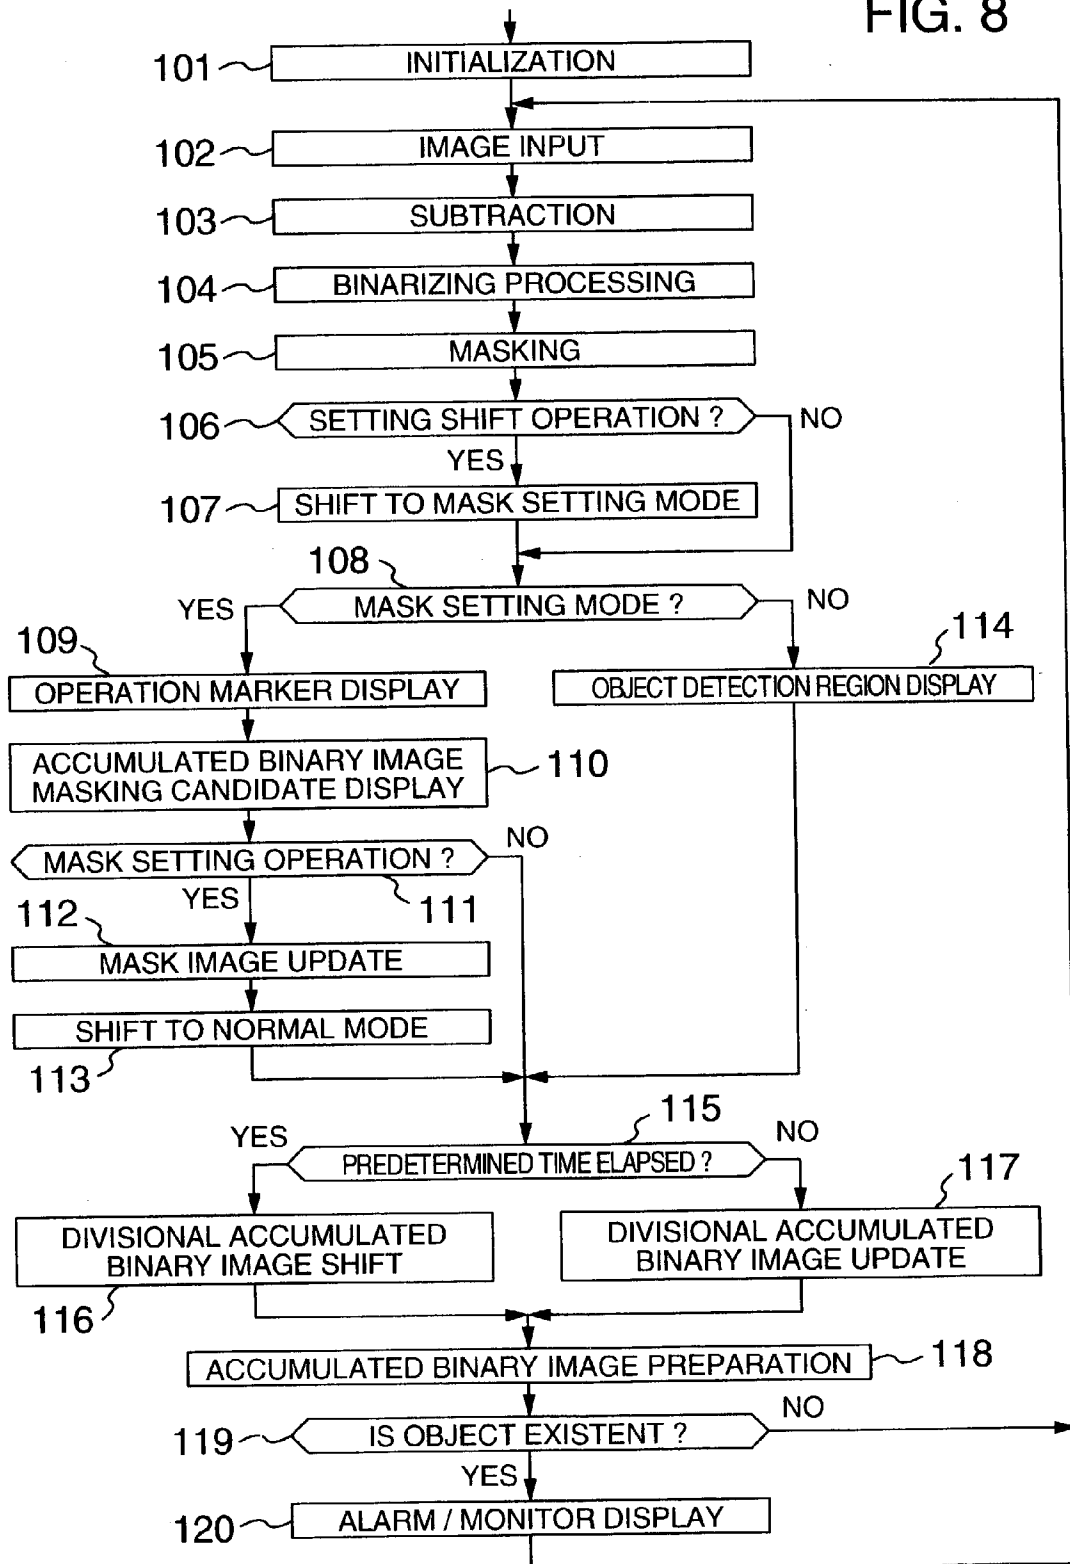 FIG. 8
101 INITIALIZATION
102 IMAGE INPUT
103 SUBTRACTION
104 BINARIZING PROCESSING
105 MASKING
106 SETTING SHIFT OPERATION ? NO
YES
107 SHIFT TO MASK SETTING MODE
108
YES MASK SETTING MODE ? NO
109
114
OPERATION MARKER DISPLAY
OBJECT DETECTION REGION DISPLAY
ACCUMULATED BINARY IMAGE
MASKING CANDIDATE DISPLAY
110
MASK SETTING OPERATION ? NO
YES
111
112
MASK IMAGE UPDATE
SHIFT TO NORMAL MODE
113
115
YES PREDETERMINED TIME ELAPSED ? NO
117
DIVISIONAL ACCUMULATED
BINARY IMAGE SHIFT
116
DIVISIONAL ACCUMULATED
BINARY IMAGE UPDATE
ACCUMULATED BINARY IMAGE PREPARATION 118
119 IS OBJECT EXISTENT ? NO
YES
120 ALARM / MONITOR DISPLAY